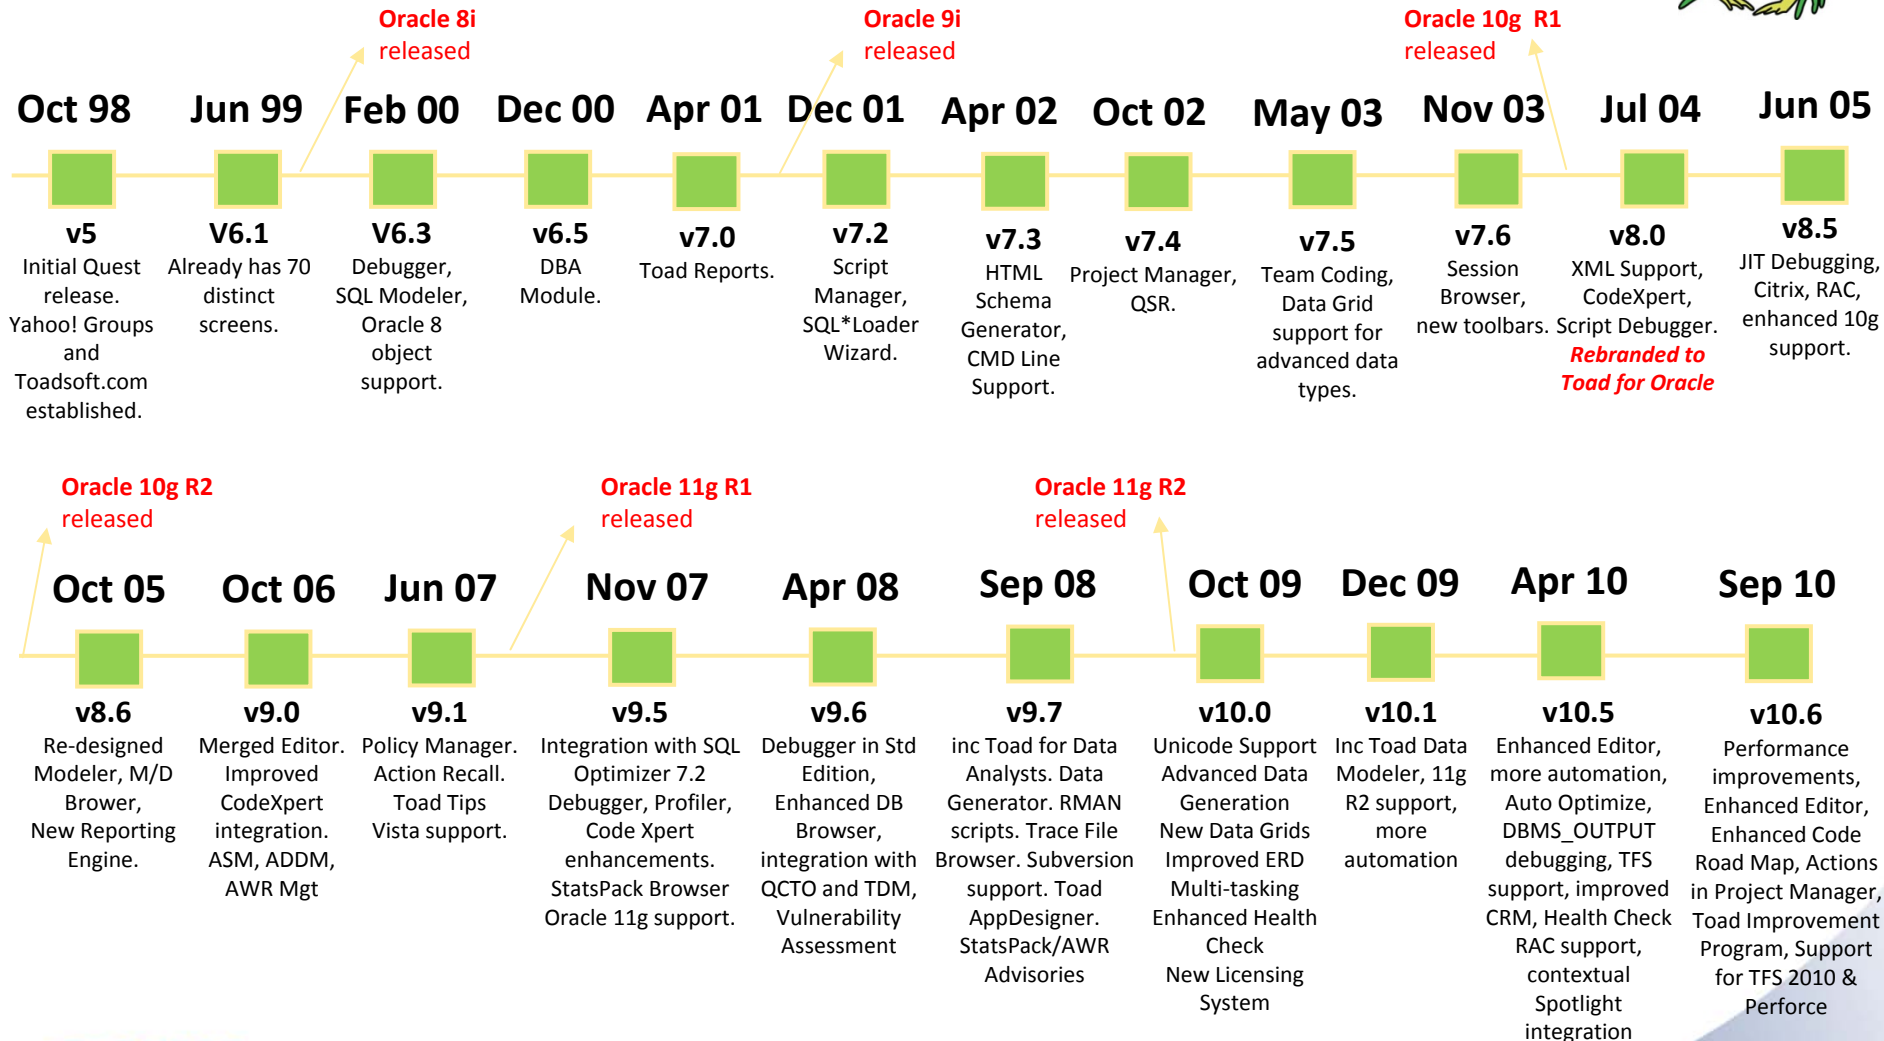 Oracle 8i
released
Oracle 9i
released
Oracle 10g  R1
released
Oct 98
Jun 99
Feb 00
Dec 00
Apr 01
Dec 01
Apr 02
Oct 02
May 03
Nov 03
Jul 04
Jun 05
v5
Initial Quest
release.
Yahoo! Groups
and
Toadsoft.com
established.
V6.1
Already has 70
distinct
screens.
V6.3
Debugger,
SQL Modeler,
Oracle 8
object
support.
v6.5
DBA
Module.
v7.0
Toad Reports.
v7.2
Script
Manager,
SQL*Loader
Wizard.
v7.3
HTML
Schema
Generator,
CMD Line
Support.
v7.4
Project Manager,
QSR.
v7.5
Team Coding,
Data Grid
support for
advanced data
types.
v7.6
Session
Browser,
new toolbars.
v8.0
XML Support,
CodeXpert,
Script Debugger.
Rebranded to
Toad for Oracle
v8.5
JIT Debugging,
Citrix, RAC,
enhanced 10g
support.
Oracle 10g R2
released
Oracle 11g R1
released
Oracle 11g R2
released
Oct 05
Oct 06
Jun 07
Nov 07
Apr 08
Sep 08
Oct 09
Dec 09
Apr 10
Sep 10
v8.6
Re-designed
Modeler, M/D
Brower,
New Reporting
Engine.
v9.0
Merged Editor.
Improved
CodeXpert
integration.
ASM, ADDM,
AWR Mgt
v9.1
Policy Manager.
Action Recall.
Toad Tips
Vista support.
v9.5
Integration with SQL
Optimizer 7.2
Debugger, Profiler,
Code Xpert
enhancements.
StatsPack Browser
Oracle 11g support.
v9.6
Debugger in Std
Edition,
Enhanced DB
Browser,
integration with
QCTO and TDM,
Vulnerability
Assessment
v9.7
inc Toad for Data
Analysts. Data
Generator. RMAN
scripts. Trace File
Browser. Subversion
support. Toad
AppDesigner.
StatsPack/AWR
Advisories
v10.0
Unicode Support
Advanced Data
Generation
New Data Grids
Improved ERD
Multi-tasking
Enhanced Health
Check
New Licensing
System
v10.1
Inc Toad Data
Modeler, 11g
R2 support,
more
automation
v10.5
Enhanced Editor,
more automation,
Auto Optimize,
DBMS_OUTPUT
debugging, TFS
support, improved
CRM, Health Check
RAC support,
contextual
Spotlight
integration
v10.6
Performance
improvements,
Enhanced Editor,
Enhanced Code
Road Map, Actions
in Project Manager,
Toad Improvement
Program, Support
for TFS 2010 &
Perforce